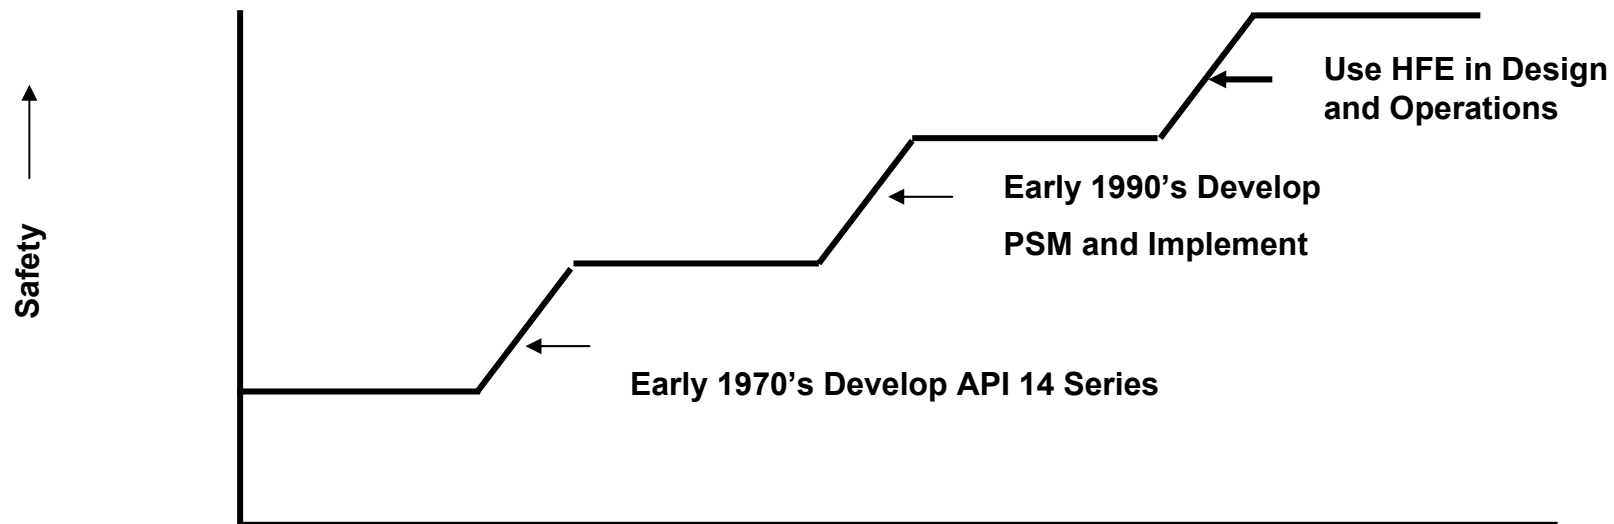 Safety
Use HFE in Design
and Operations
Early 1990’s Develop
PSM and Implement
Early 1970’s Develop API 14 Series